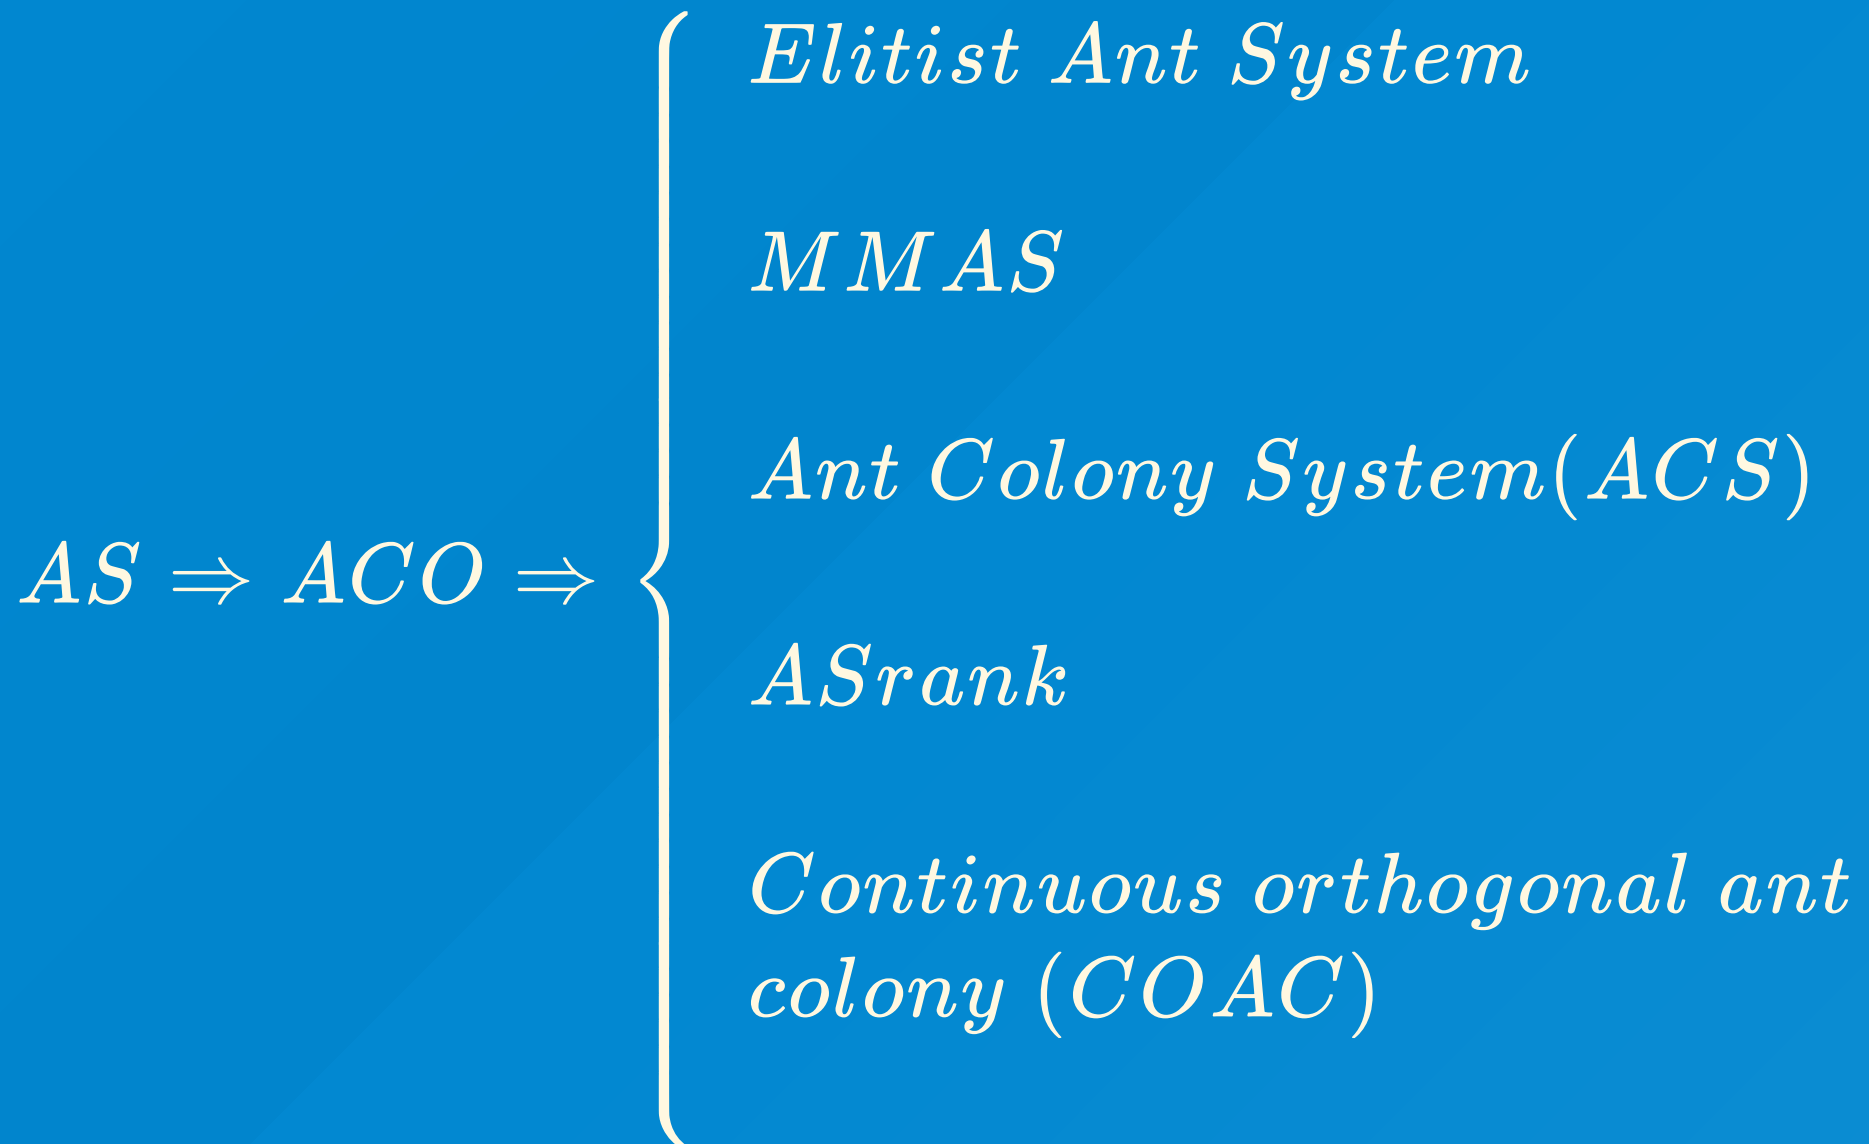 Elitist Ant System
MMAS
Ant Colony System(ACS)
AS ⇒ ACO ⇒
ASrank
Continuous orthogonal ant
colony (COAC)